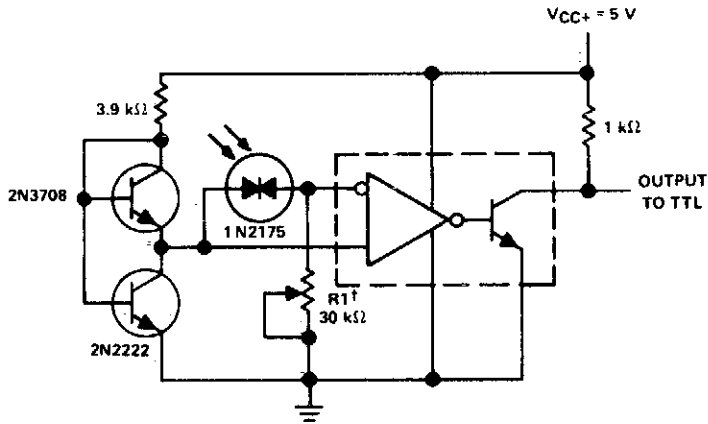 VCC+ = 5 V
3.9 kΩ
1 kΩ
2N3708
1N2175
OUTPUT
TO TTL
R1†
30 kΩ
2N2222